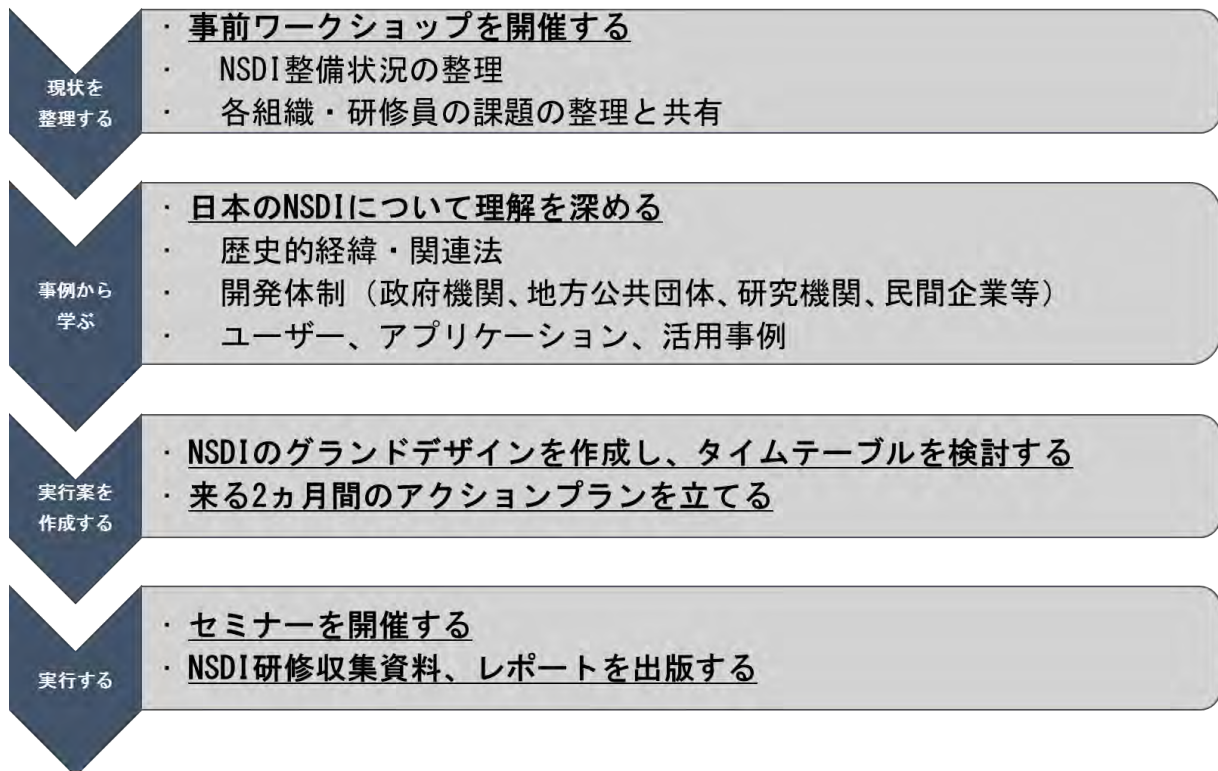 現状を
整理する
・事前ワークショップを開催する
・ NSDI整備状況の整理
・ 各組織・研修員の課題の整理と共有
事例から
学ぶ
・日本のNSDIについて理解を深める
・ 歴史的経緯・関連法
・ 開発体制（政府機関、地方公共団体、研究機関、民間企業等）
・ ユーザー、アプリケーション、活用事例
実行案を
作成する
・NSDIのグランドデザインを作成し、タイムテーブルを検討する
・来る2ヵ月間のアクションプランを立てる
実行する
・セミナーを開催する
・NSDI研修収集資料、レポートを出版する